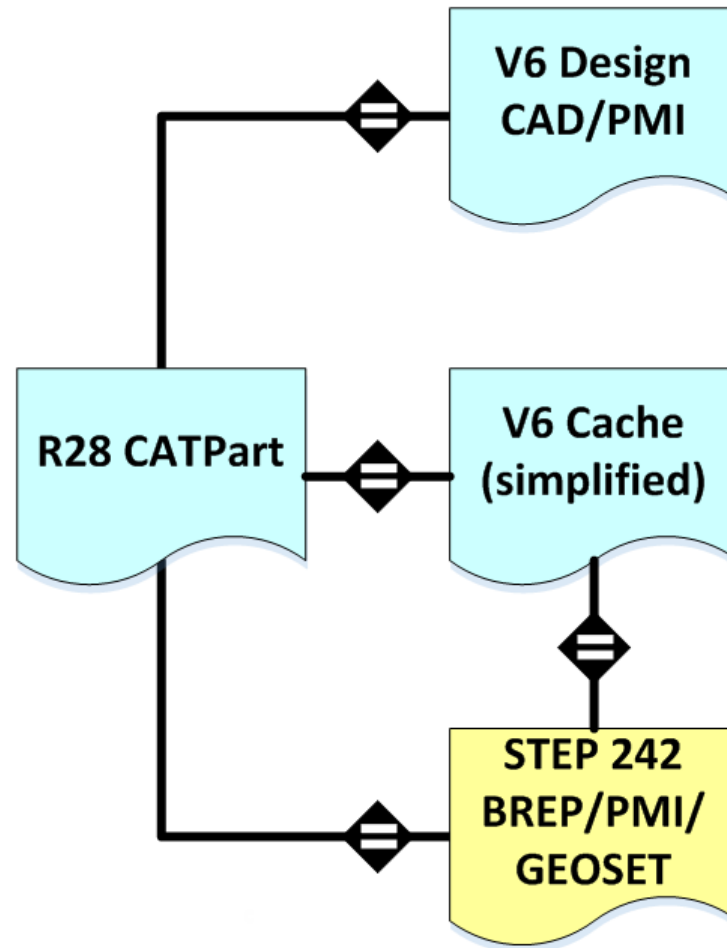 V6 Design
CAD/PMI
R28 CATPart
V6 Cache
(simplified)
STEP 242
BREP/PMI/
GEOSET